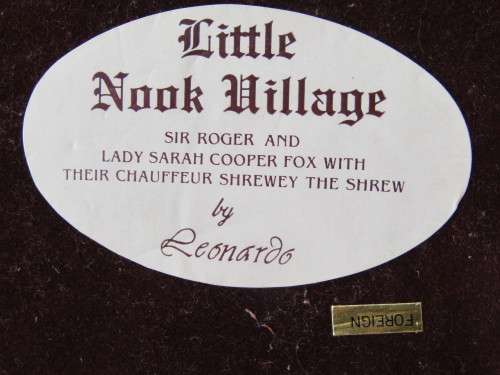 Little
Nook Village
SIR ROGER AND
LADY SARAH COOPER FOX WITH
THEIR CHAUFFEUR SHREWEY THE SHREW
by
Leonardo
FOREIGN